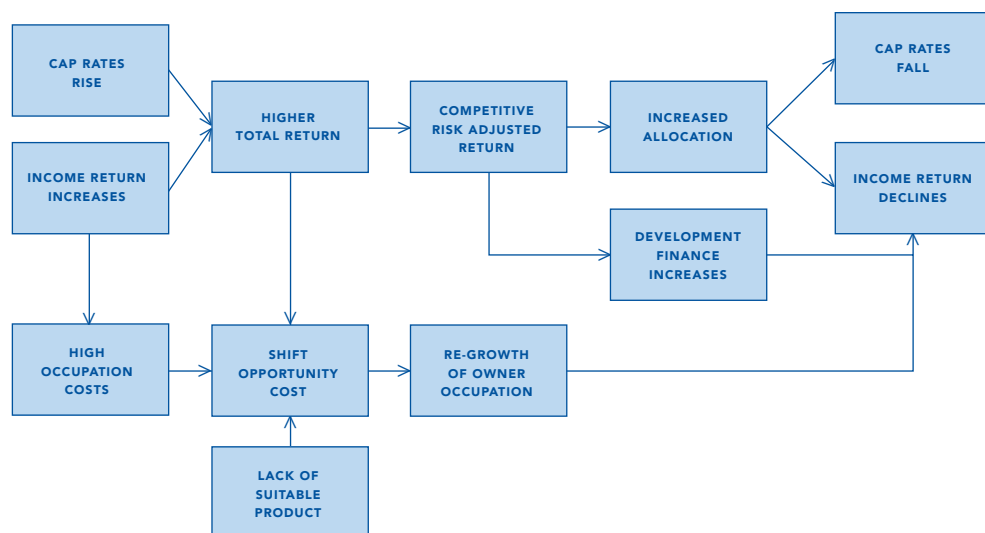 CAP RATES
RISE
INCOME RETURN
INCREASES
HIGHER
TOTAL RETURN
COMPETITIVE
RISK ADJUSTED
RETURN
INCREASED
ALLOCATION
CAP RATES
FALL
INCOME RETURN
DECLINES
DEVELOPMENT
FINANCE
INCREASES
HIGH
OCCUPATION
COSTS
SHIFT
OPPORTUNITY
COST
RE-GROWTH
OF OWNER
OCCUPATION
LACK OF
SUITABLE
PRODUCT